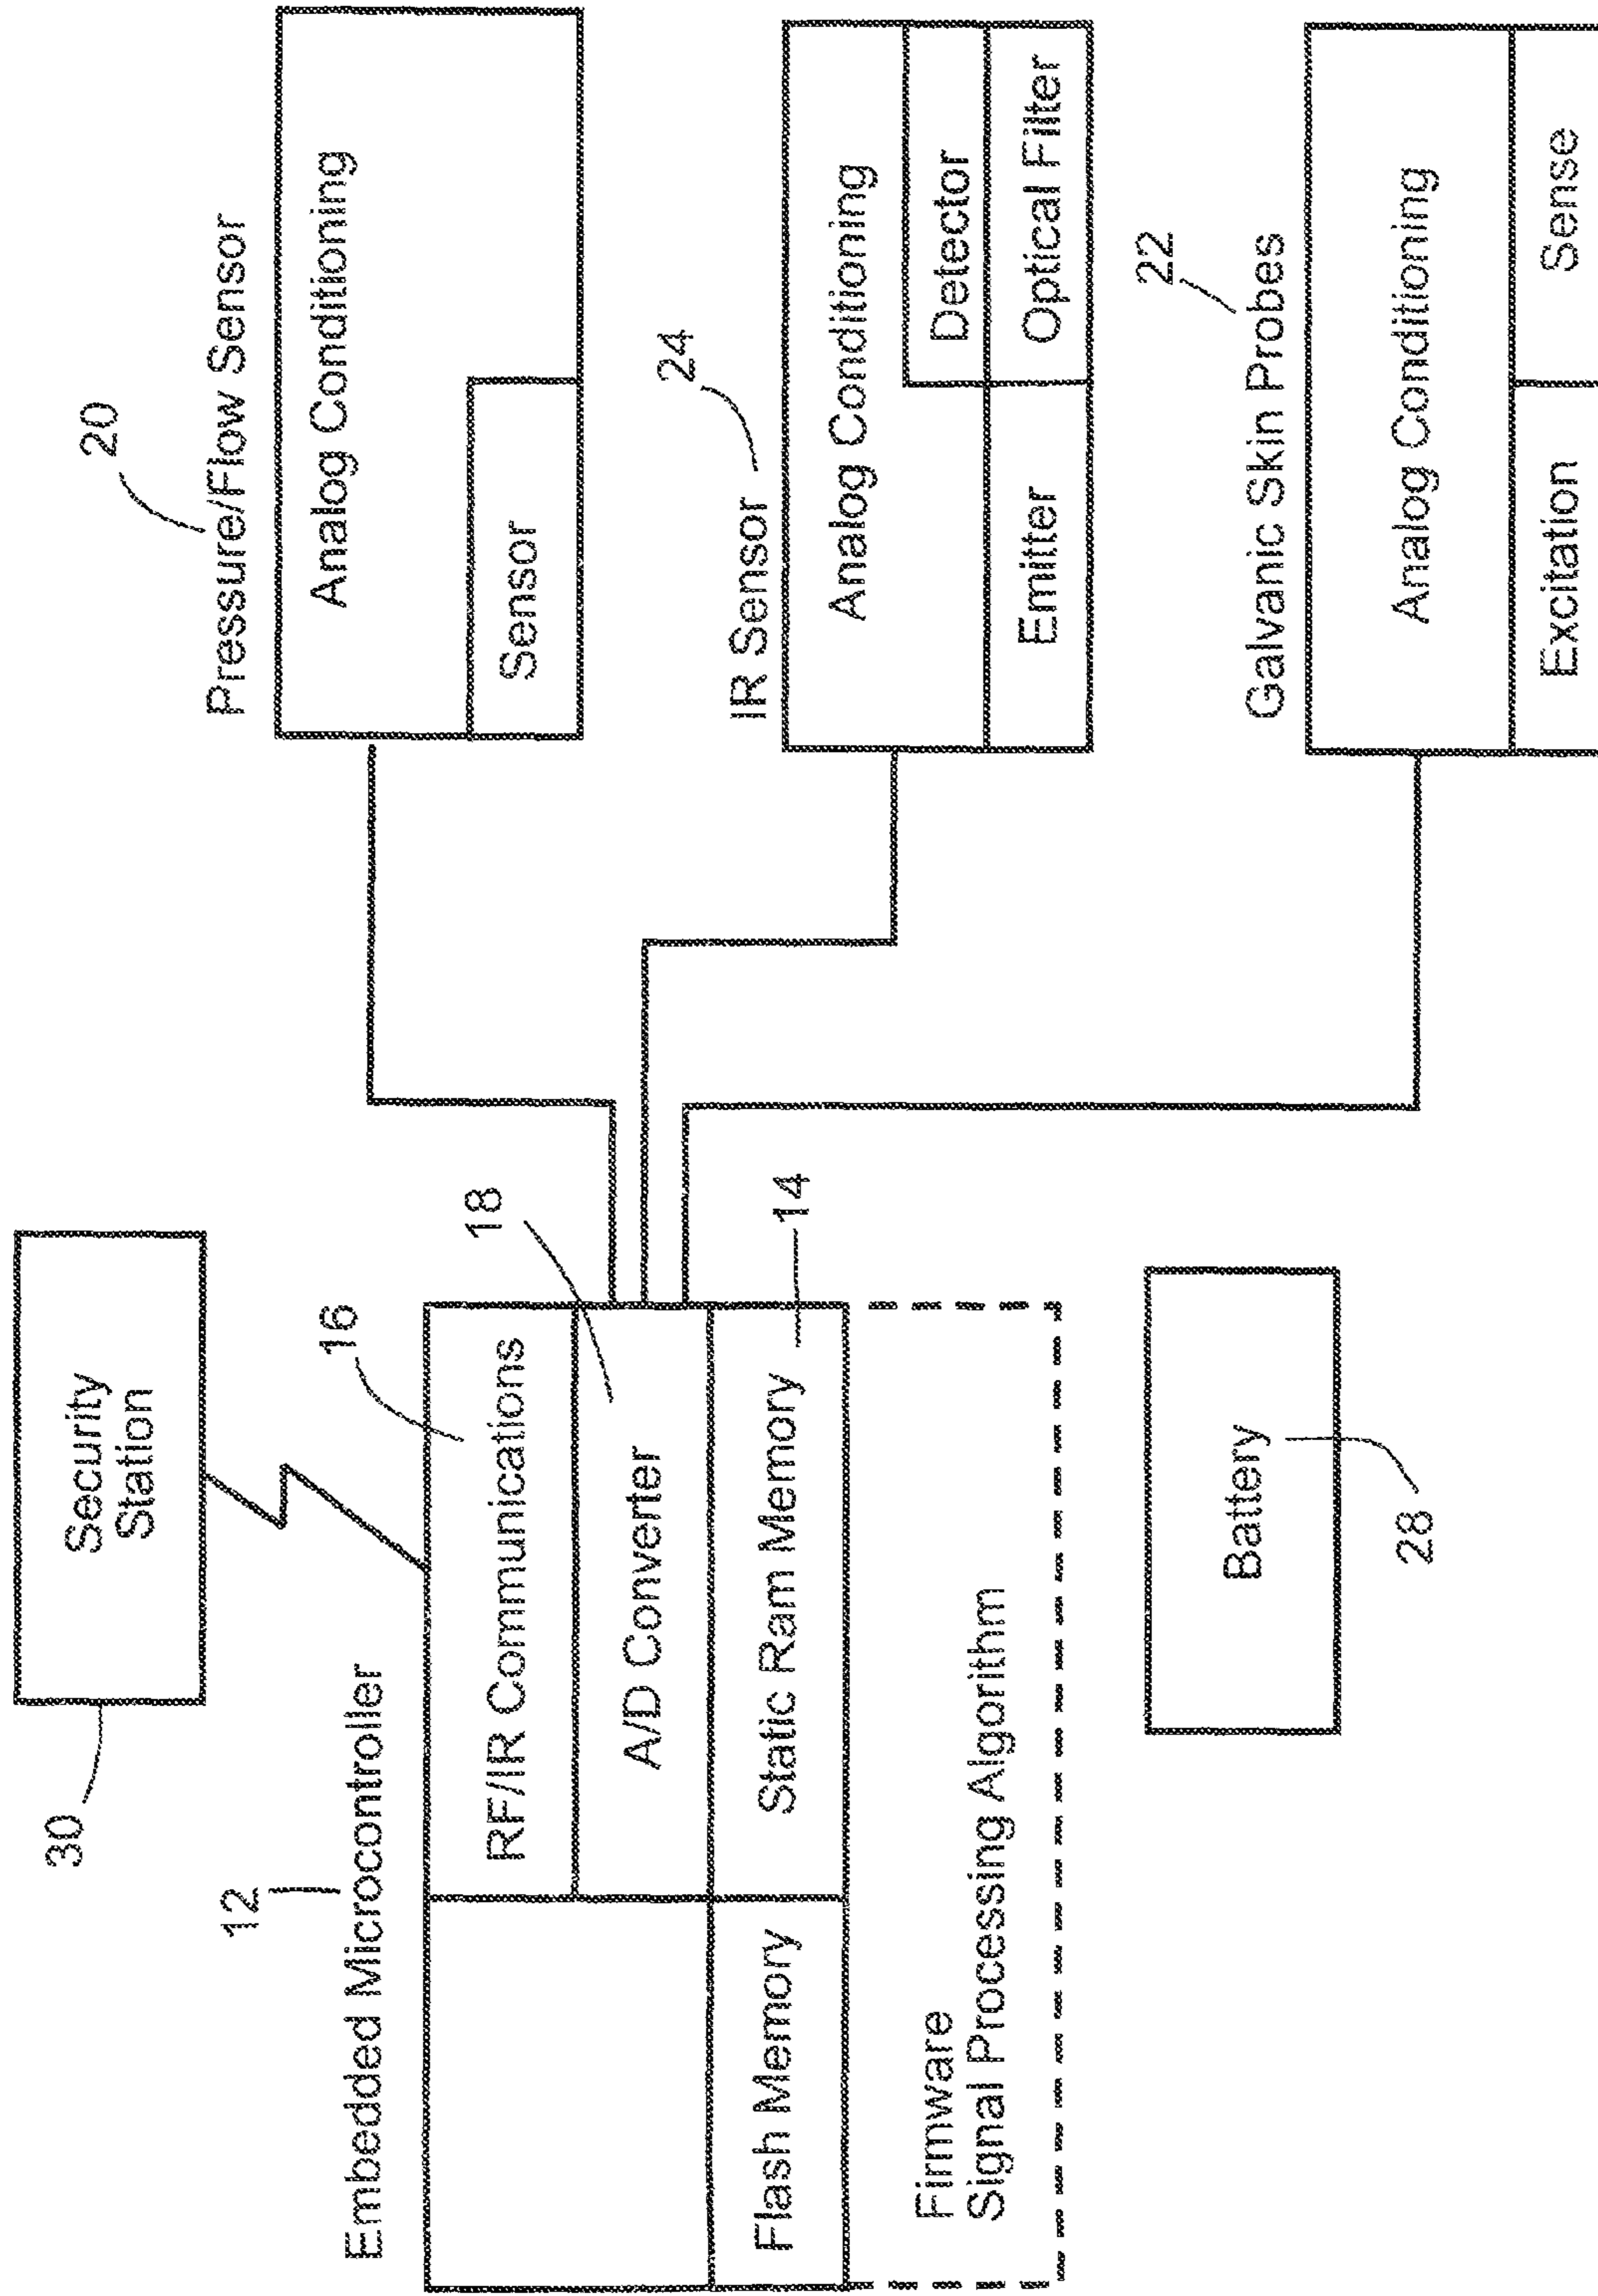 30
Security
Station
12
Embedded Microcontroller
16
RF/IR Communications
18
A/D Converter
Flash Memory
Static Ram Memory
14
Firmware
Signal Processing Algorithm
Battery
28
20
Pressure/Flow Sensor
Analog Conditioning
Sensor
24
IR Sensor
Analog Conditioning
Detector
Emitter
Optical Filter
22
Galvanic Skin Probes
Analog Conditioning
Excitation
Sense